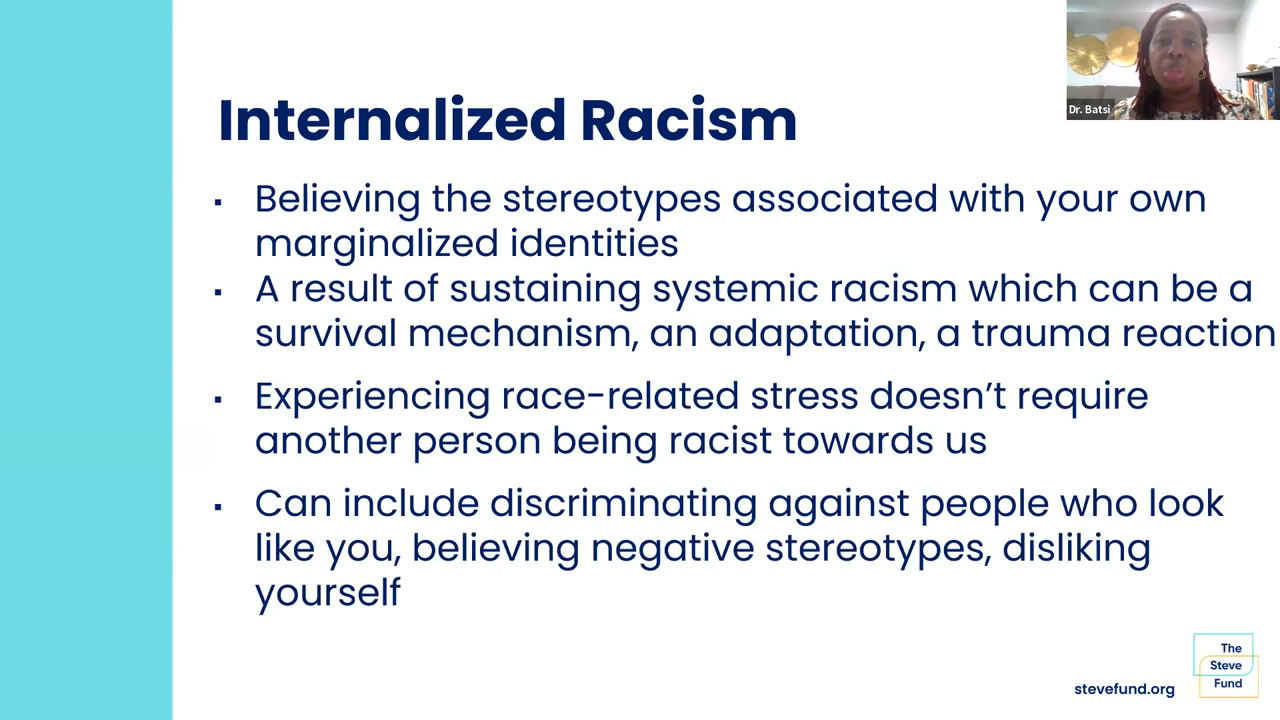 Dr. Batsi
Internalized Racism
▪ Believing the stereotypes associated with your own
marginalized identities
▪ A result of sustaining systemic racism which can be a
survival mechanism, an adaptation, a trauma reaction
▪ Experiencing race-related stress doesn’t require
another person being racist towards us
▪ Can include discriminating against people who look
like you, believing negative stereotypes, disliking
yourself
stevefund.org
The
Steve
Fund